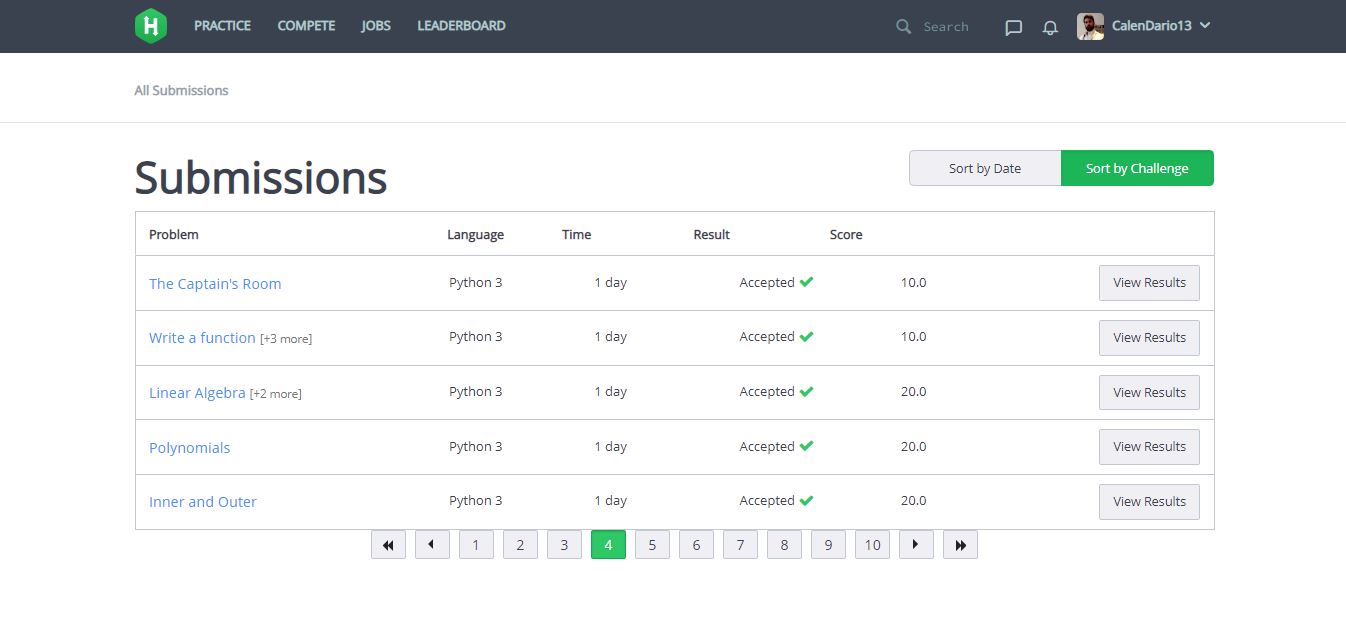 H PRACTICE COMPETE JOBS LEADERBOARD Search CalenDario13
All Submissions
Submissions Sort by Date Sort by Challenge
Problem Language Time Result Score
The Captain's Room Python 3 1 day Accepted 10.0 View Results
Write a function [+3 more] Python 3 1 day Accepted 10.0 View Results
Linear Algebra [+2 more] Python 3 1 day Accepted 20.0 View Results
Polynomials Python 3 1 day Accepted 20.0 View Results
Inner and Outer Python 3 1 day Accepted 20.0 View Results
1 2 3 4 5 6 7 8 9 10